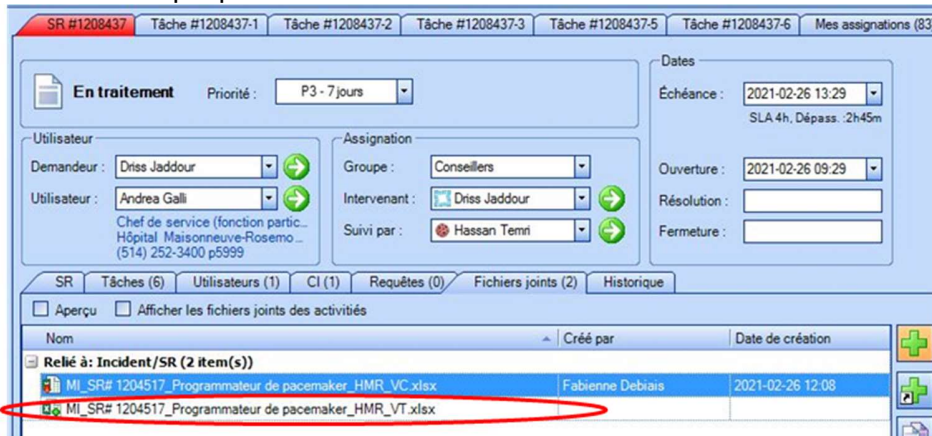 SR #1208437 Tâche #1208437-1 Tâche #1208437-2 Tâche #1208437-3 Tâche #1208437-5 Tâche #1208437-6 Mes assignations (83)
En traitement Priorité : P3 - 7 jours
Dates
Échéance : 2021-02-26 13:29
SLA 4h, Dépass. :2h45m
Ouverture : 2021-02-26 09:29
Résolution :
Fermeture :
Utilisateur
Demandeur : Driss Jaddour
Utilisateur : Andrea Galli
Chef de service (fonction partic...
Hôpital Maisonneuve-Rosemo...
(514) 252-3400 p5999
Assignation
Groupe : Conseillers
Intervenant : Driss Jaddour
Suivi par : Hassan Temri
SR Tâches (6) Utilisateurs (1) CI (1) Requêtes (0) Fichiers joints (2) Historique
Aperçu Afficher les fichiers joints des activitiés
Nom Créé par Date de création
Relié à: Incident/SR (2 item(s))
MI_SR# 1204517_Programmateur de pacemaker_HMR_VC.xlsx Fabienne Debiais 2021-02-26 12:08
MI_SR# 1204517_Programmateur de pacemaker_HMR_VT.xlsx